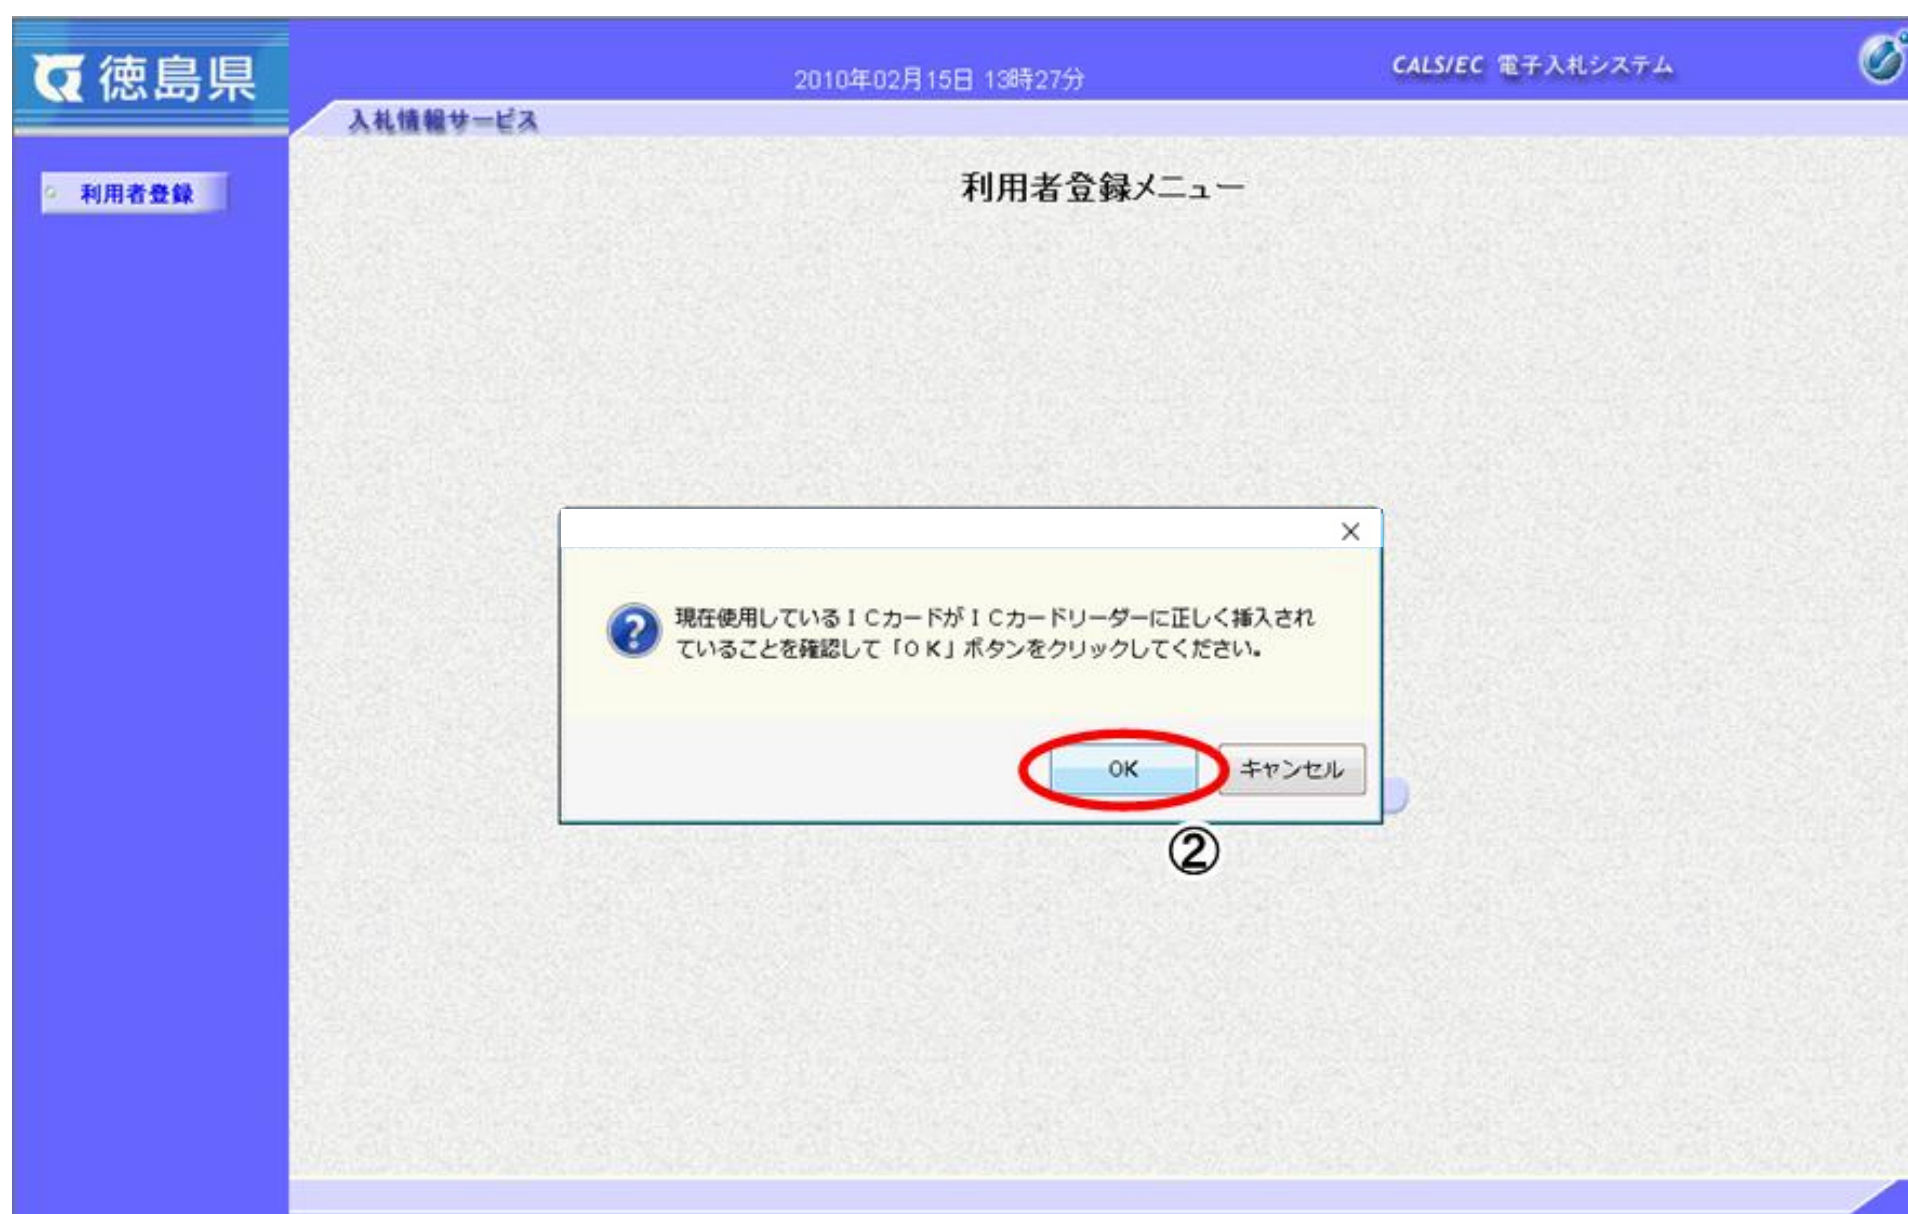 徳島県
2010年02月15日 13時27分
CALS/EC 電子入札システム
入札情報サービス
利用者登録
利用者登録メニュー
現在使用しているＩＣカードがＩＣカードリーダーに正しく挿入され
ていることを確認して「ＯＫ」ボタンをクリックしてください。
OK
キャンセル
②